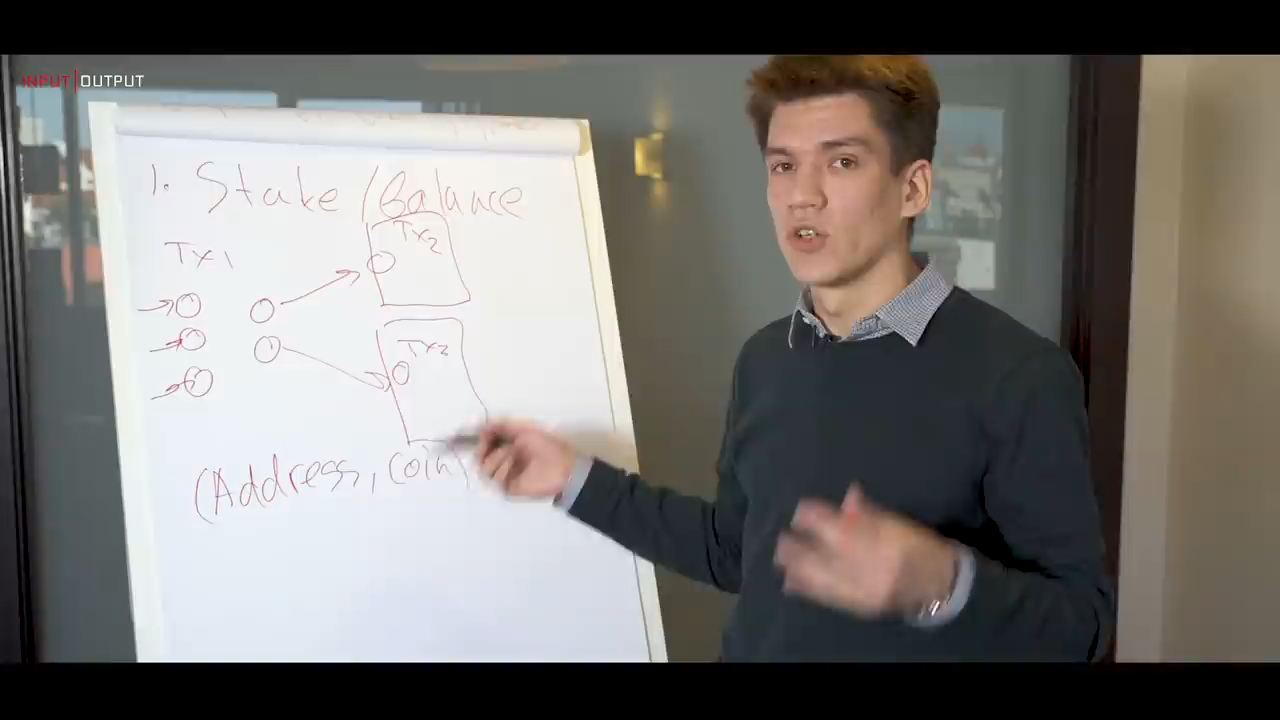 INPUT|OUTPUT
1. Stake/Balance
Tx1
Tx2
Tx2
(Address, coin)